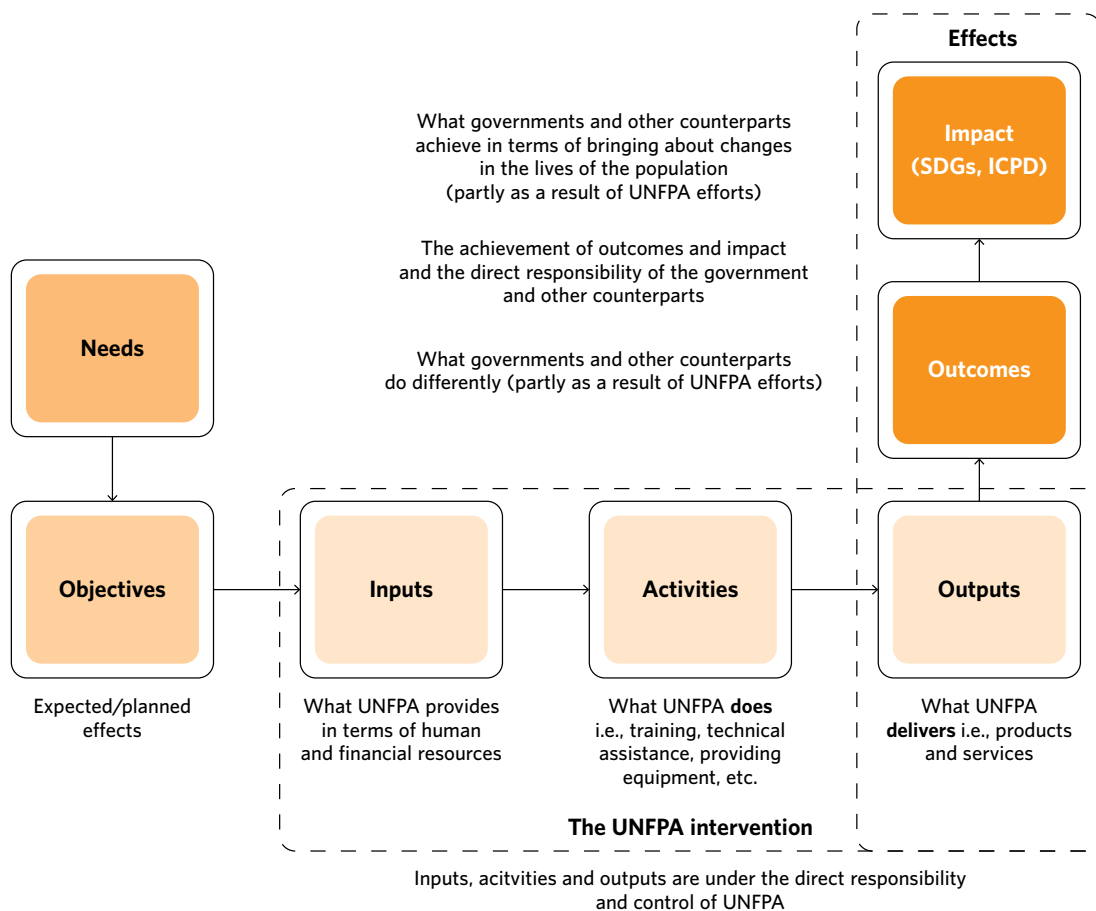 Effects
Impact
(SDGs, ICPD)
What governments and other counterparts
achieve in terms of bringing about changes
in the lives of the population
(partly as a result of UNFPA efforts)
The achievement of outcomes and impact
and the direct responsibility of the government
and other counterparts
Needs
What governments and other counterparts
do differently (partly as a result of UNFPA efforts)
Outcomes
Objectives
Inputs
Activities
Outputs
Expected/planned
effects
What UNFPA provides
in terms of human
and financial resources
What UNFPA does
i.e., training, technical
assistance, providing
equipment, etc.
What UNFPA
delivers i.e., products
and services
The UNFPA intervention
Inputs, acitvities and outputs are under the direct responsibility
and control of UNFPA